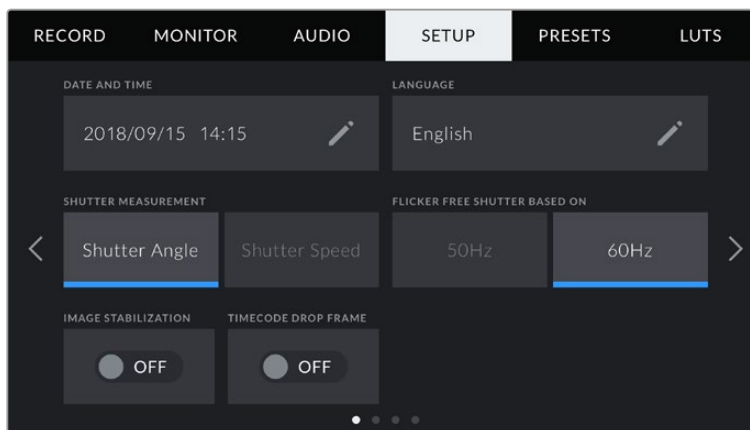 RECORD MONITOR AUDIO SETUP PRESETS LUTS
DATE AND TIME LANGUAGE
2018/09/15 14:15 English
SHUTTER MEASUREMENT FLICKER FREE SHUTTER BASED ON
Shutter Angle Shutter Speed 50Hz 60Hz
IMAGE STABILIZATION TIMECODE DROP FRAME
OFF OFF